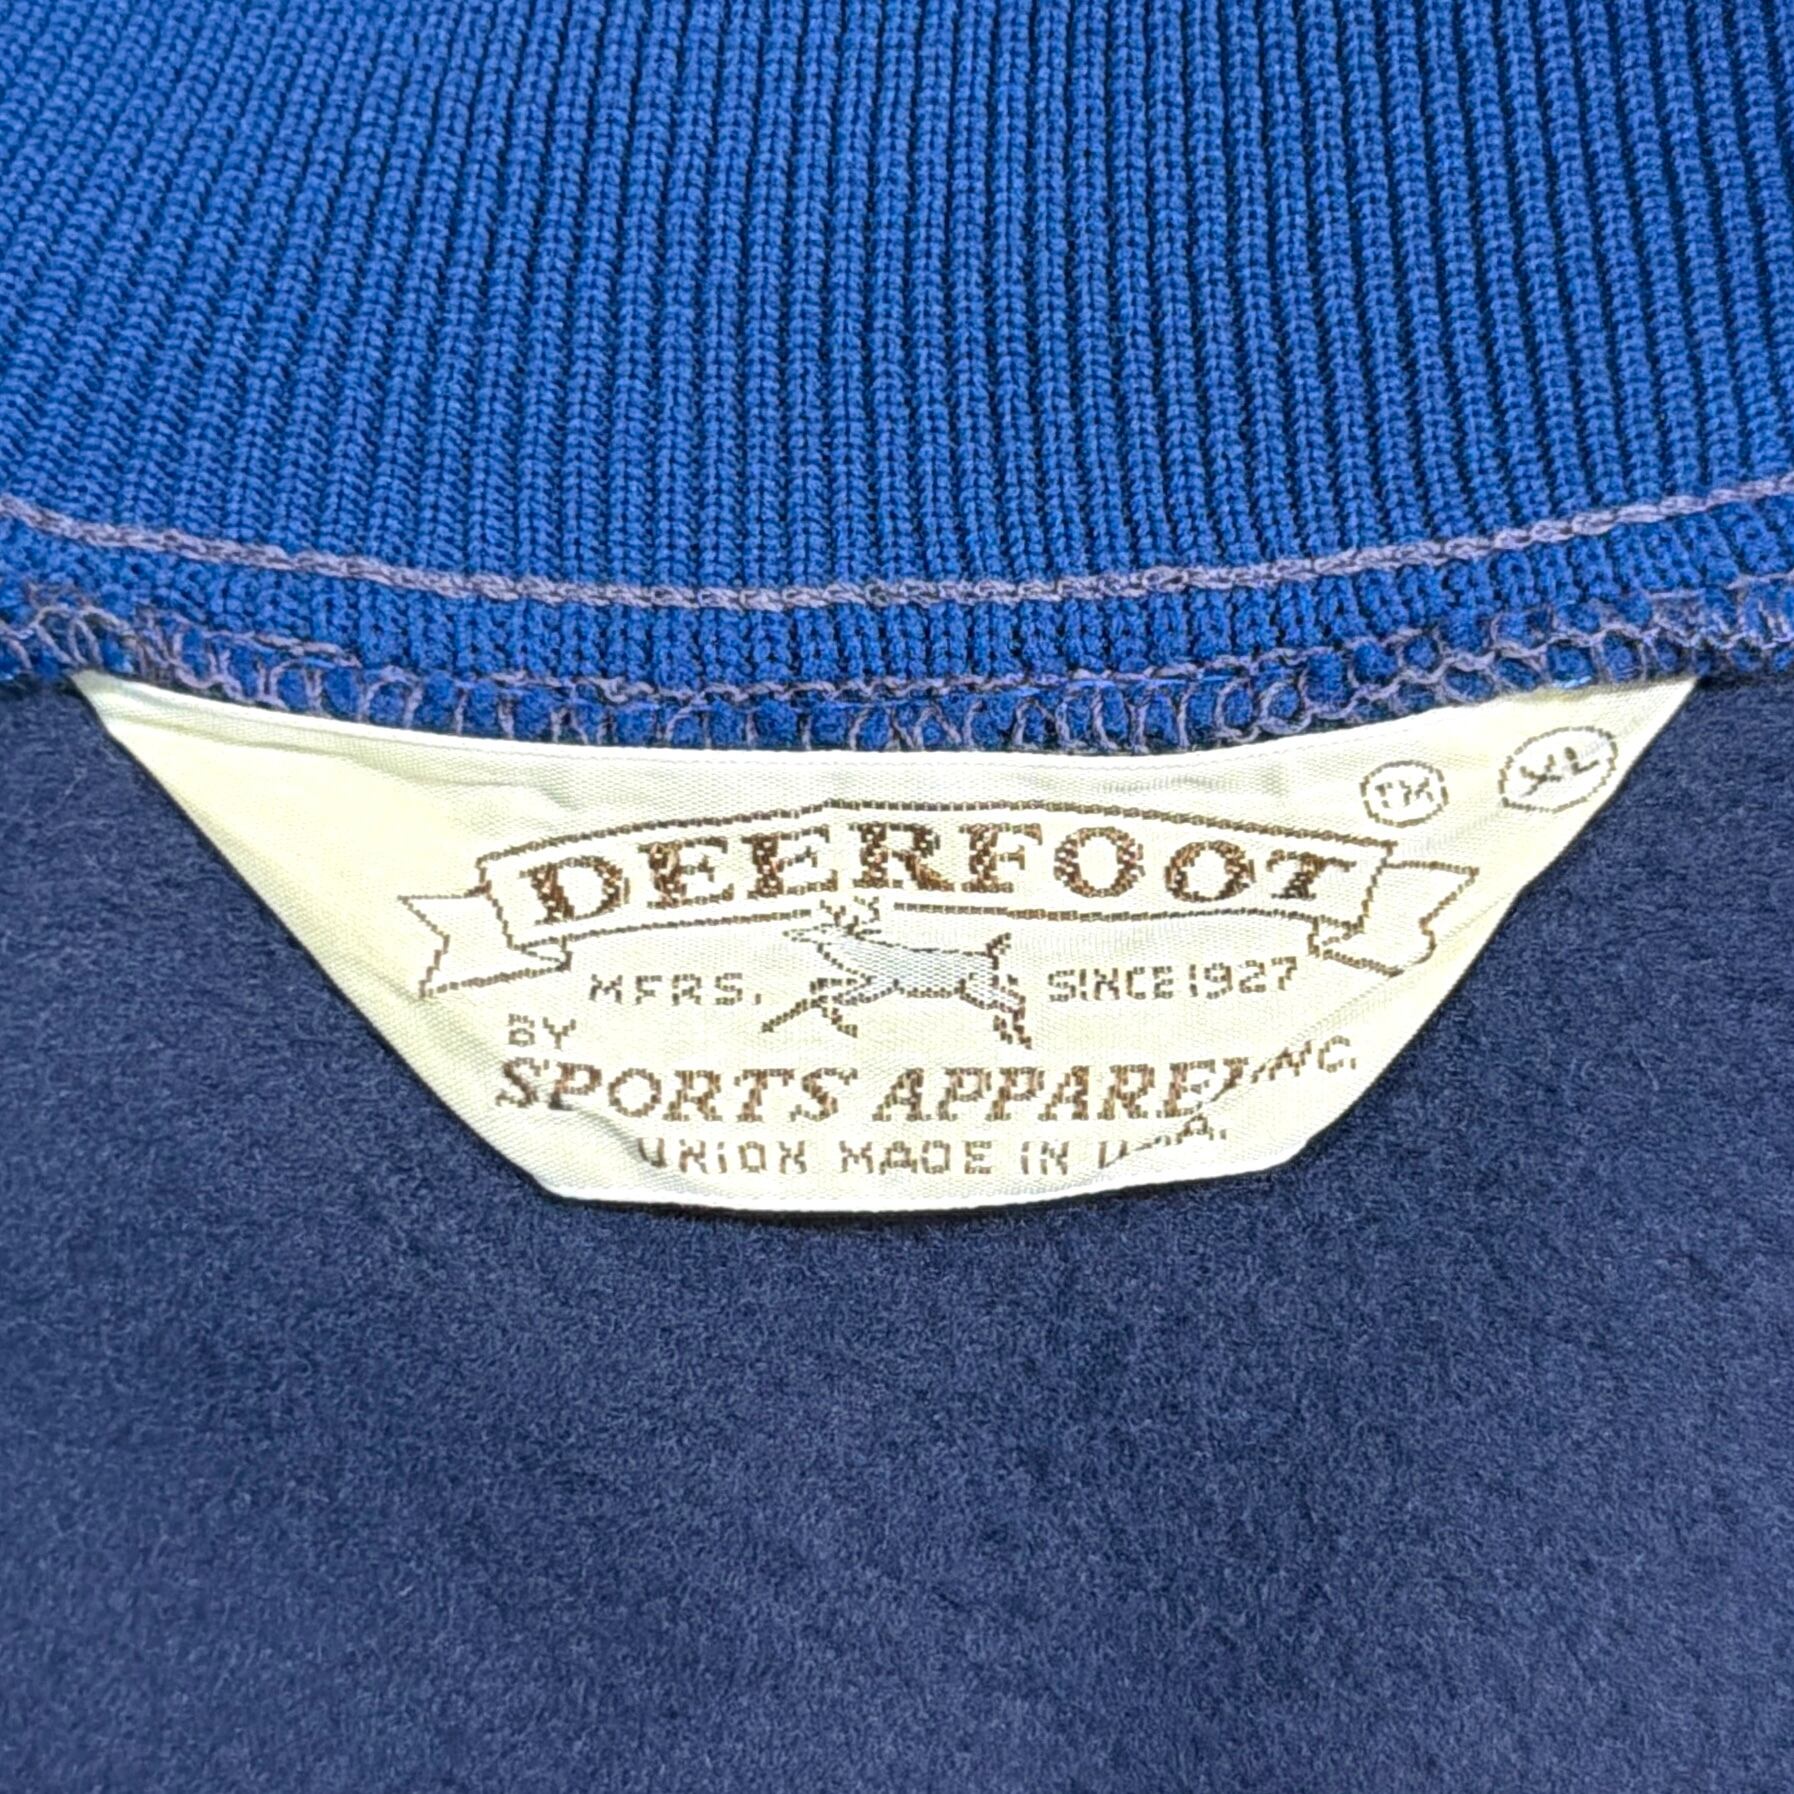 TM XL
DEERFOOT
MFRS. SINCE 1927
BY
SPORTS APPAREL INC.
UNION MADE IN U.S.A.